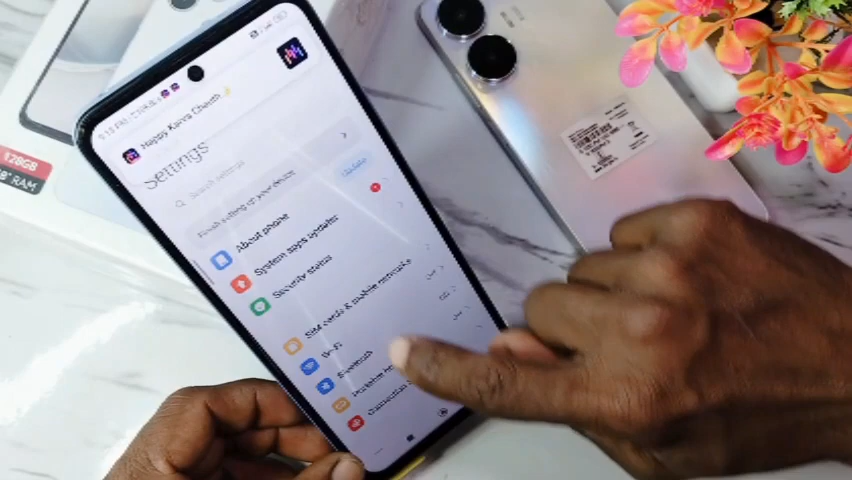 Happy Karva Chauth
Settings
Search settings
Finish setting up your device
Update
About phone
System apps updater
Security status
SIM cards & mobile networks
Wi-Fi
Bluetooth
128GB
RAM